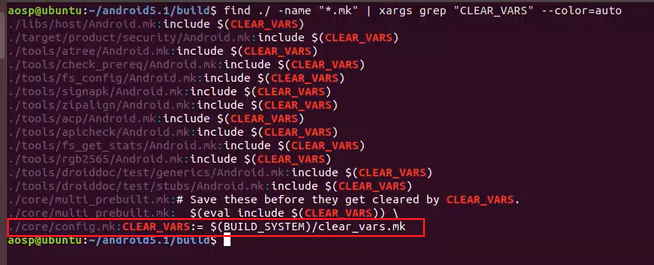 aosp@ubuntu:~/android5.1/build$ find ./ -name "*.mk" | xargs grep "CLEAR_VARS" --color=auto
./libs/host/Android.mk:include $(CLEAR_VARS)
./target/product/security/Android.mk:include $(CLEAR_VARS)
./tools/atree/Android.mk:include $(CLEAR_VARS)
./tools/check_prereq/Android.mk:include $(CLEAR_VARS)
./tools/fs_config/Android.mk:include $(CLEAR_VARS)
./tools/signapk/Android.mk:include $(CLEAR_VARS)
./tools/zipalign/Android.mk:include $(CLEAR_VARS)
./tools/acp/Android.mk:include $(CLEAR_VARS)
./tools/apicheck/Android.mk:include $(CLEAR_VARS)
./tools/fs_get_stats/Android.mk:include $(CLEAR_VARS)
./tools/rgb2565/Android.mk:include $(CLEAR_VARS)
./tools/droiddoc/test/generics/Android.mk:include $(CLEAR_VARS)
./tools/droiddoc/test/stubs/Android.mk:include $(CLEAR_VARS)
./core/multi_prebuilt.mk:# Save these before they get cleared by CLEAR_VARS.
./core/multi_prebuilt.mk:  $(eval include $(CLEAR_VARS)) \
./core/config.mk:CLEAR_VARS:= $(BUILD_SYSTEM)/clear_vars.mk
aosp@ubuntu:~/android5.1/build$